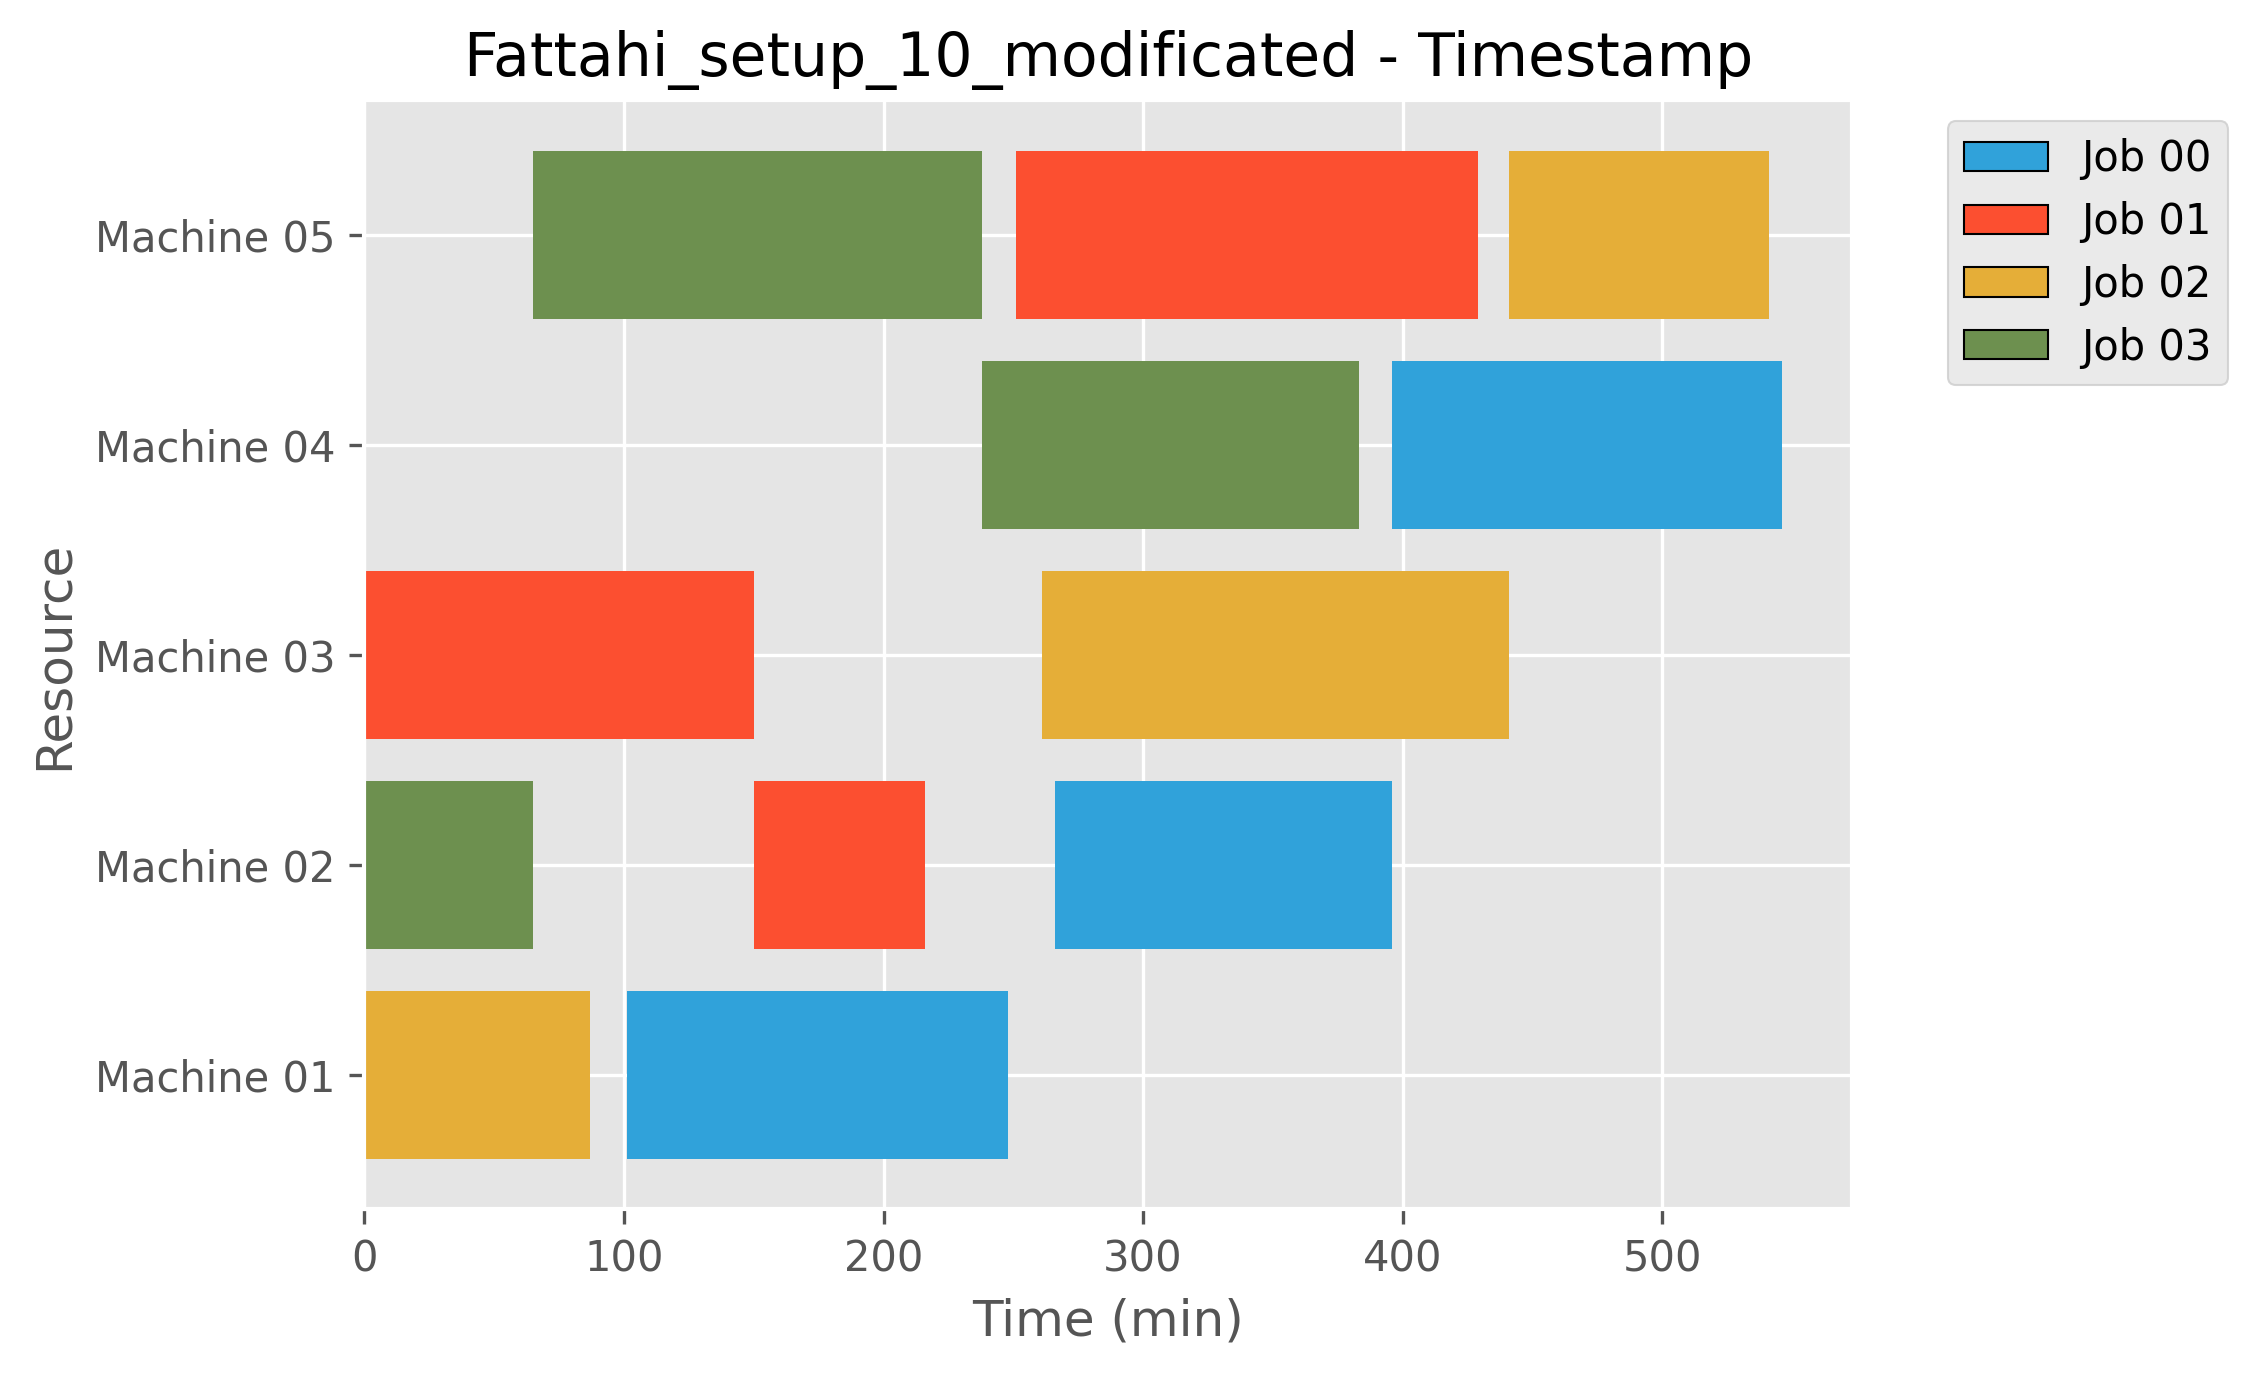 Fattahi_setup_10_modificated - Timestamp
Job 00
Job 01
Job 02
Job 03
Machine 05
Machine 04
Machine 03
Machine 02
Machine 01
Resource
0 100 200 300 400 500
Time (min)